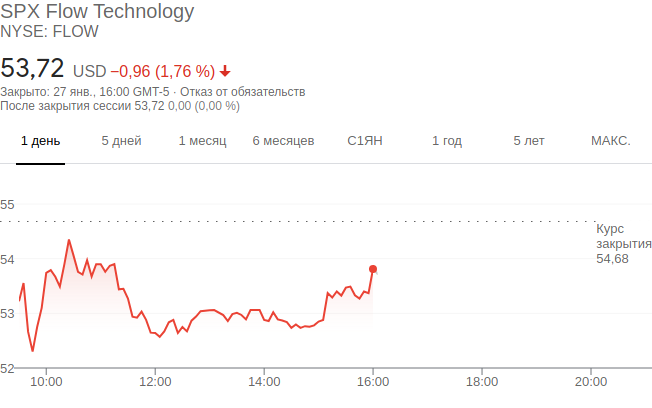 SPX Flow Technology
NYSE: FLOW
53,72 USD −0,96 (1,76 %)
Закрыто: 27 янв., 16:00 GMT-5 · Отказ от обязательств
После закрытия сессии 53,72 0,00 (0,00 %)
1 день 5 дней 1 месяц 6 месяцев С1ЯН 1 год 5 лет МАКС.
55
Курс
закрытия
54,68
54
53
52
10:00 12:00 14:00 16:00 18:00 20:00